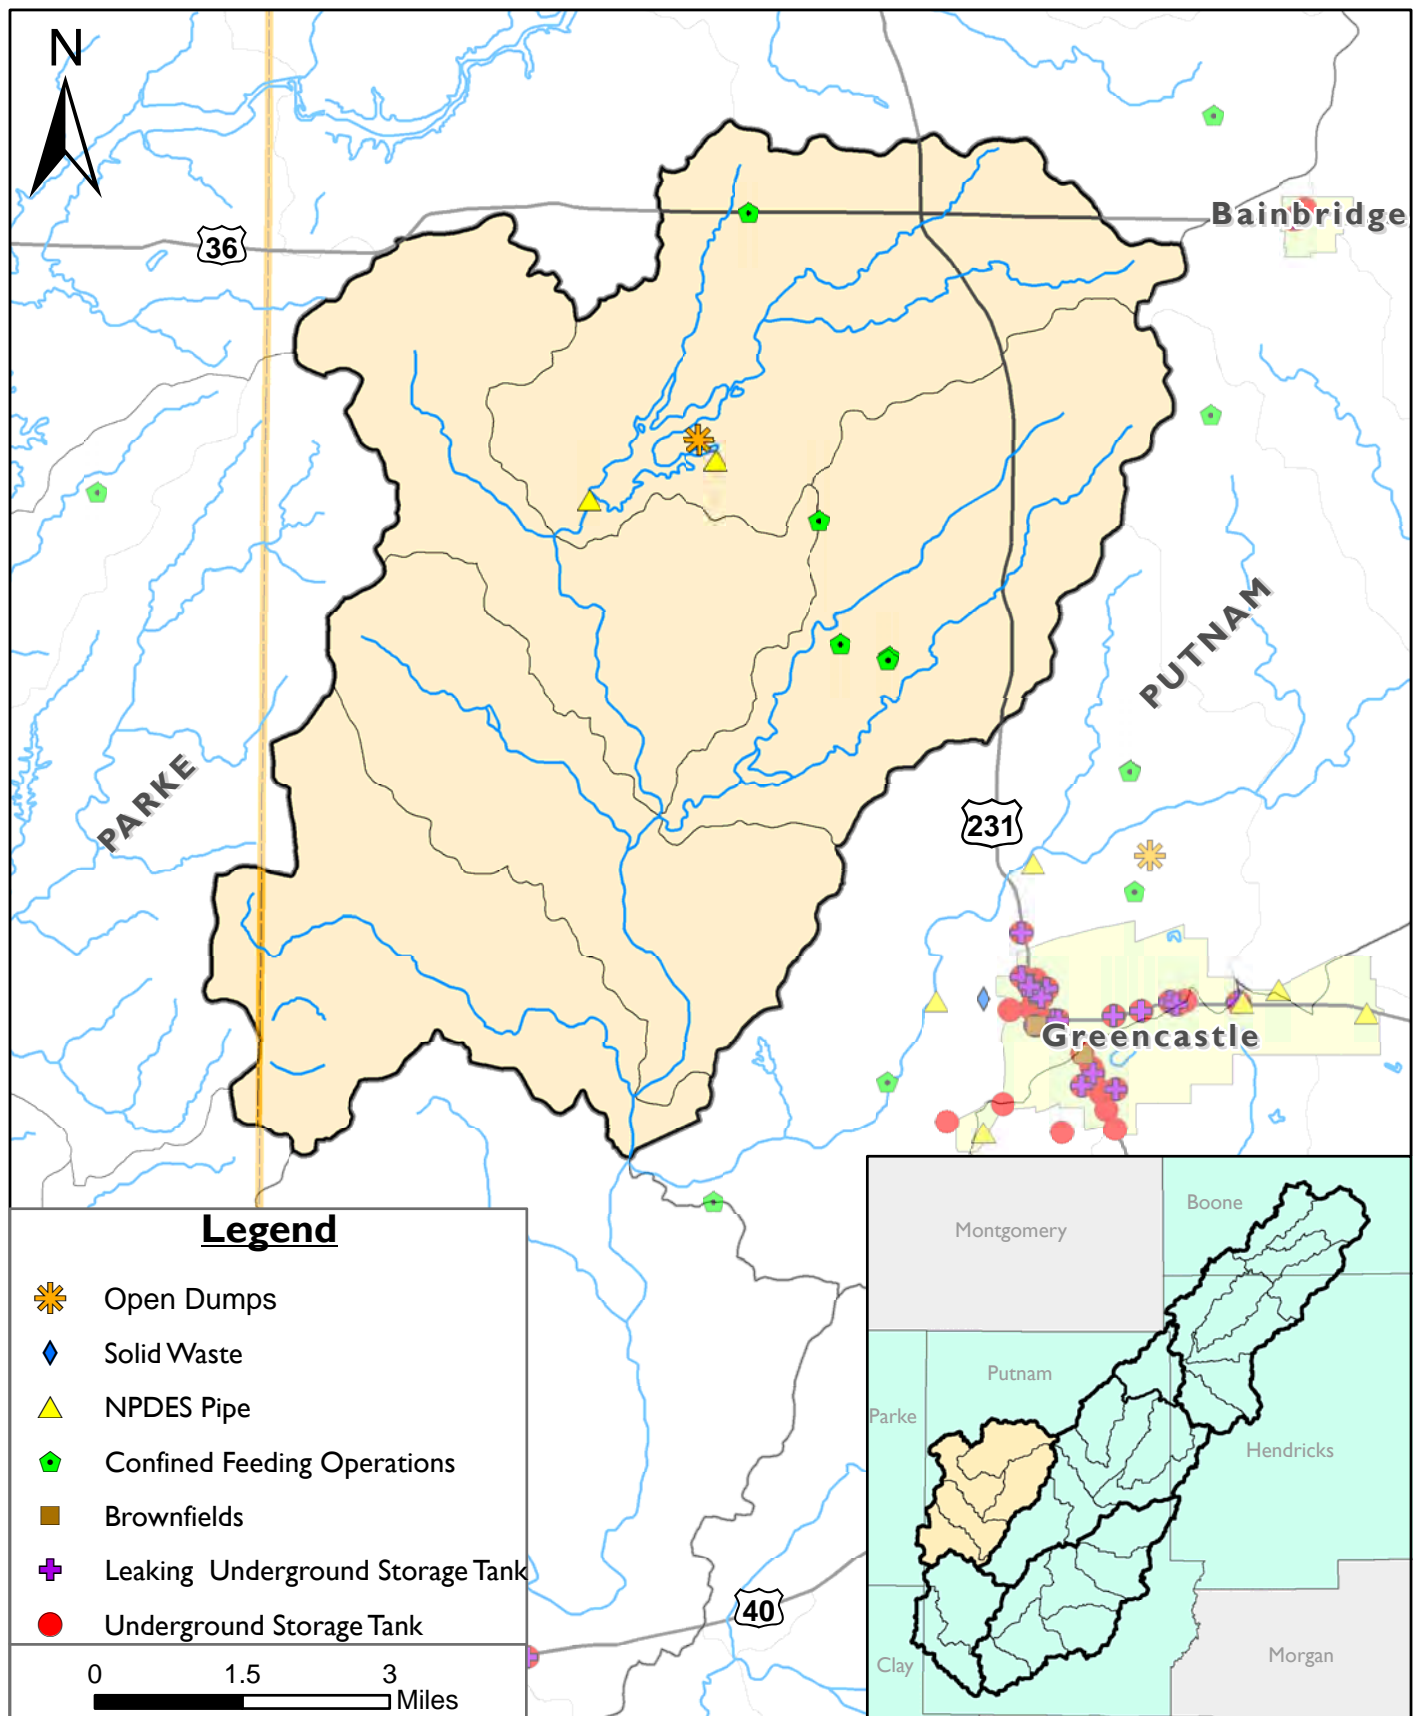 N
Bainbridge
36
PUTNAM
PARKE
231
Greencastle
Legend
Open Dumps
Solid Waste
NPDES Pipe
Confined Feeding Operations
Brownfields
Leaking Underground Storage Tank
Underground Storage Tank
0 1.5 3
Miles
40
Boone
Montgomery
Putnam
Parke
Hendricks
Clay
Morgan